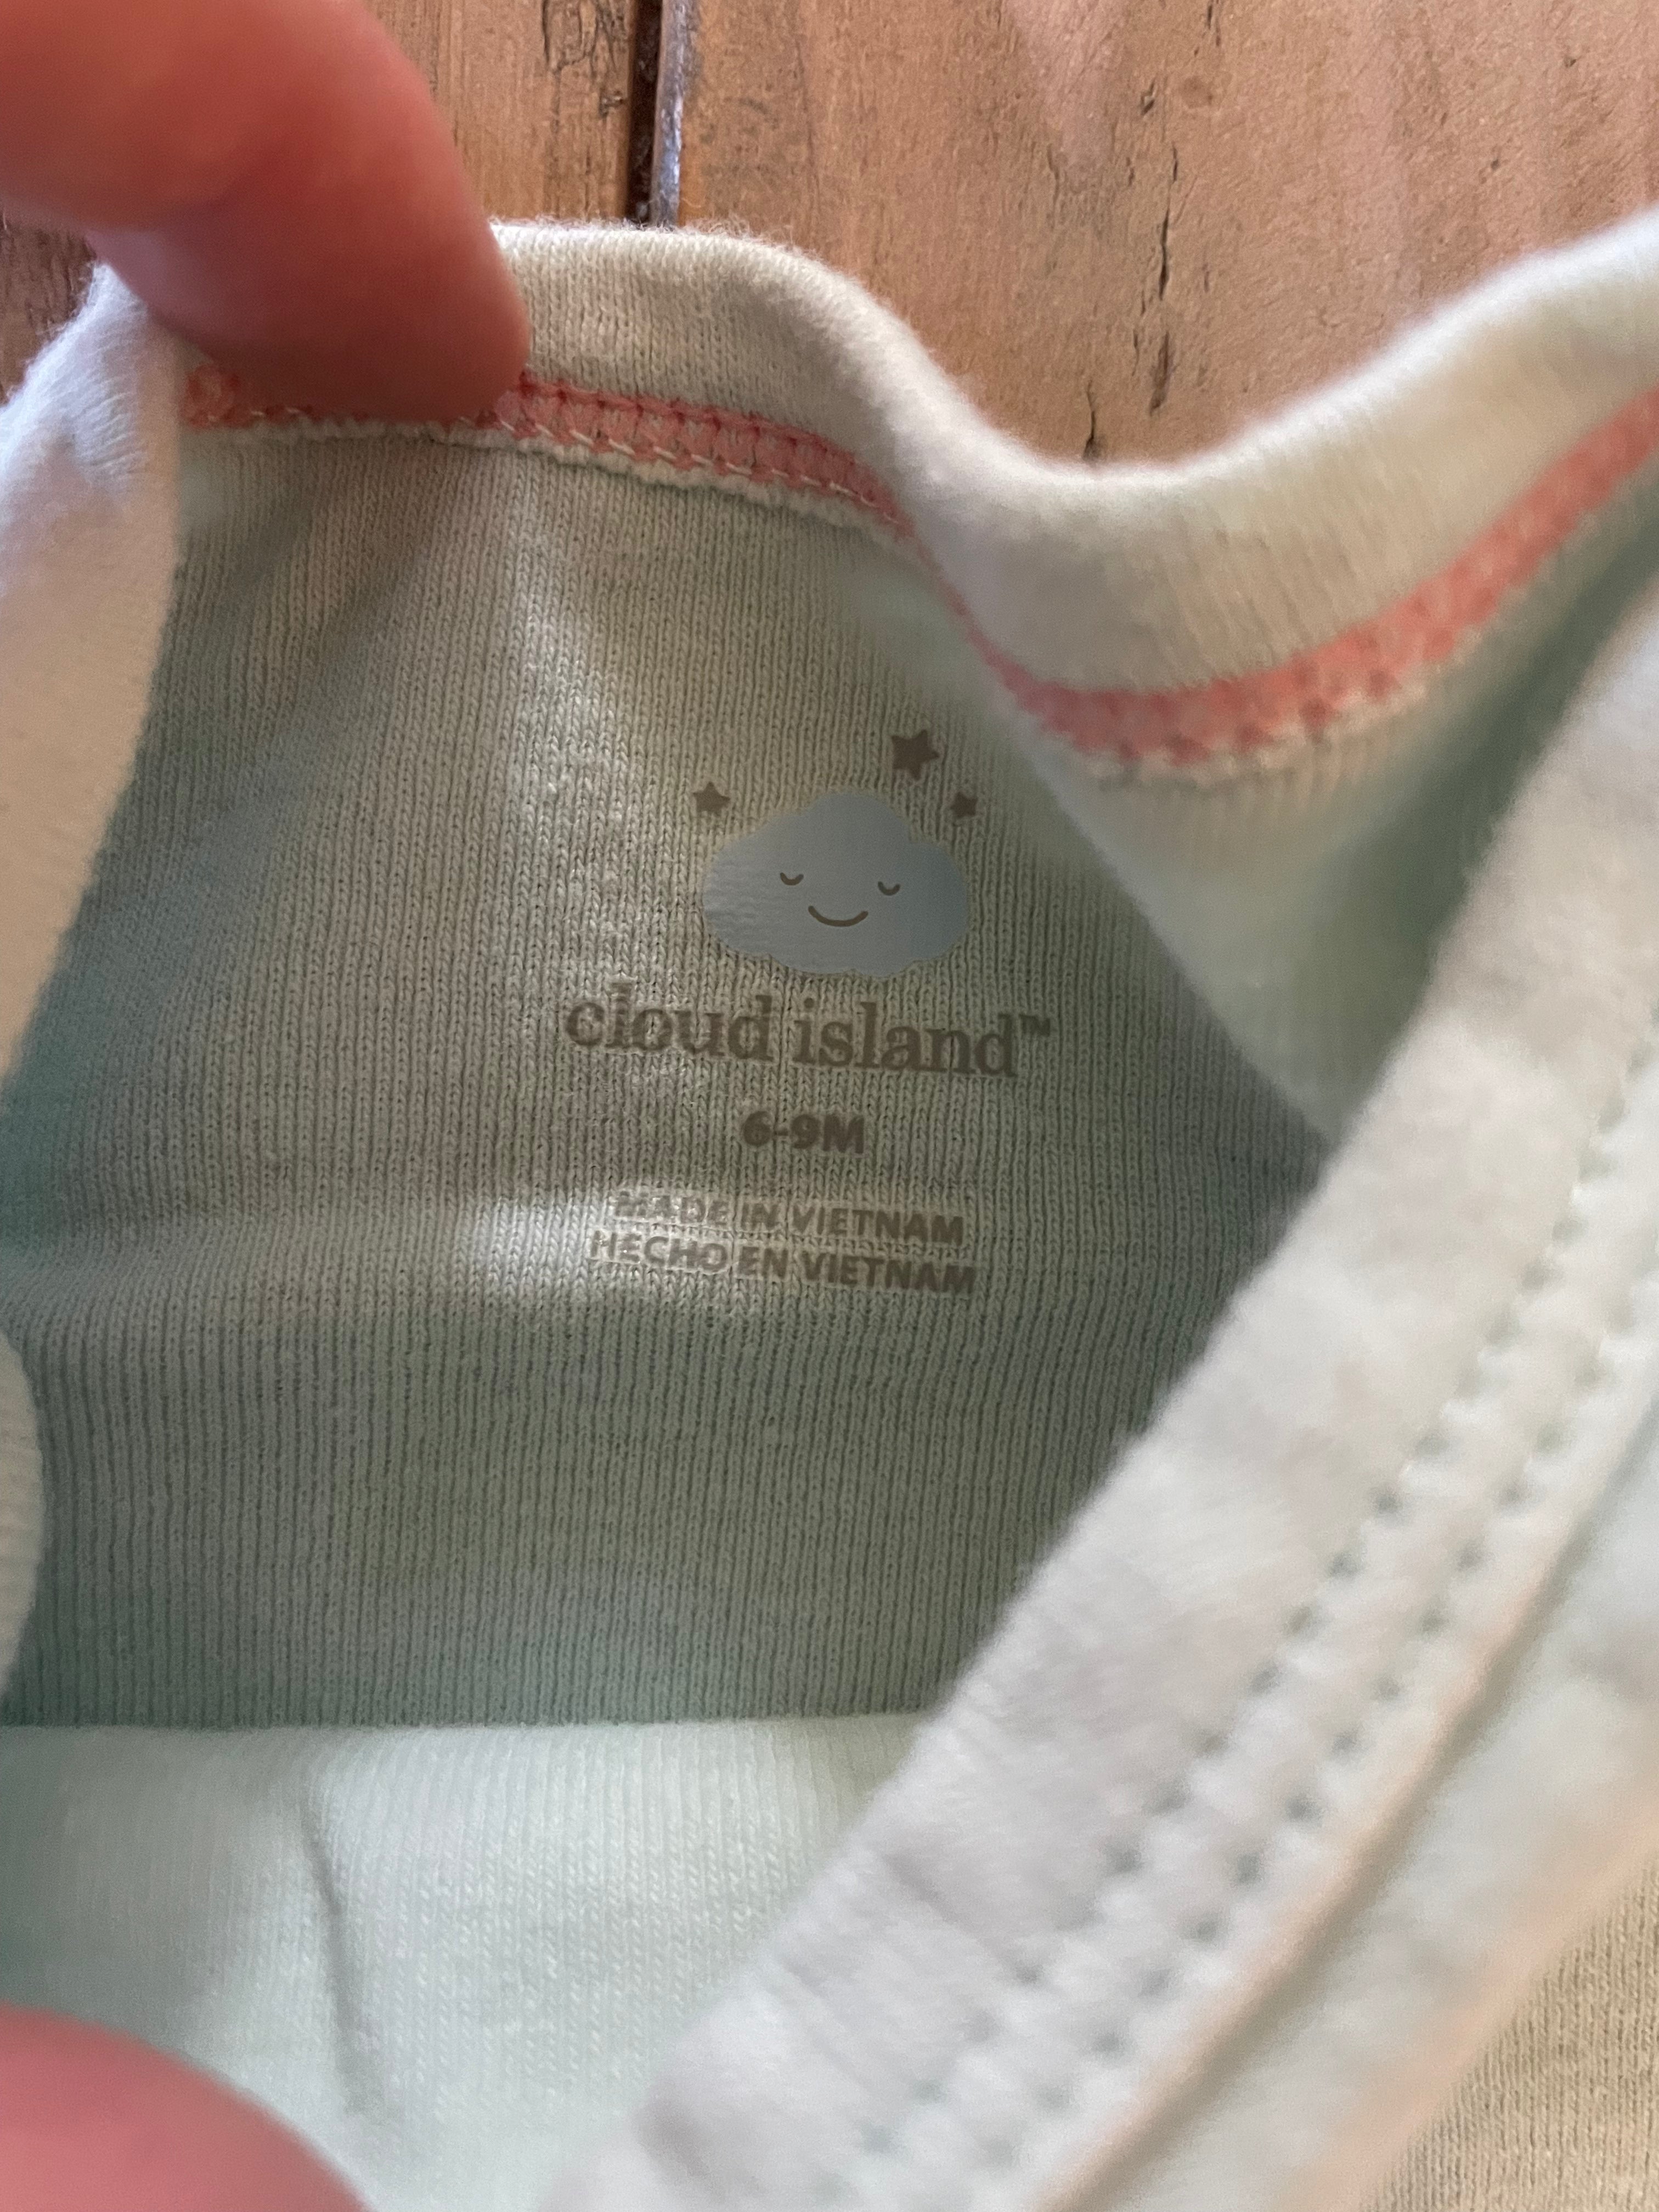 cloud island™
6-9M
MADE IN VIETNAM
HECHO EN VIETNAM